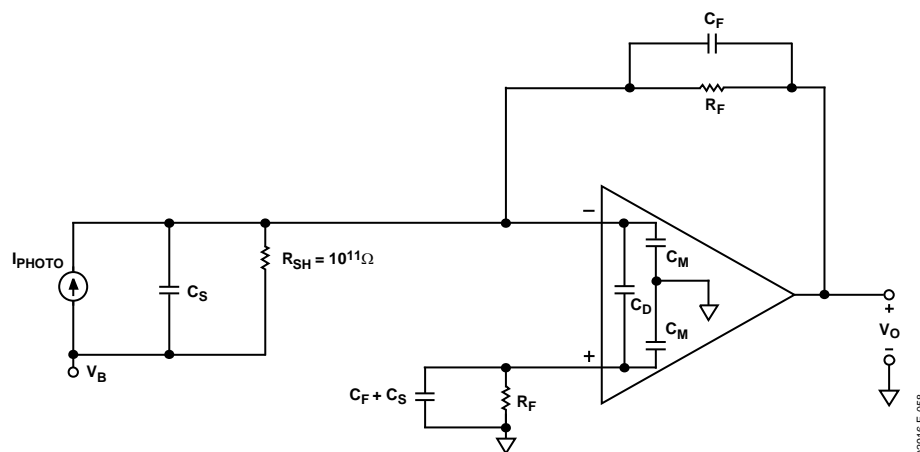 C_F
R_F
−
I_PHOTO
C_S
R_SH = 10^11Ω
C_M
C_D
C_M
+
V_O
−
+
V_B
C_F + C_S
R_F